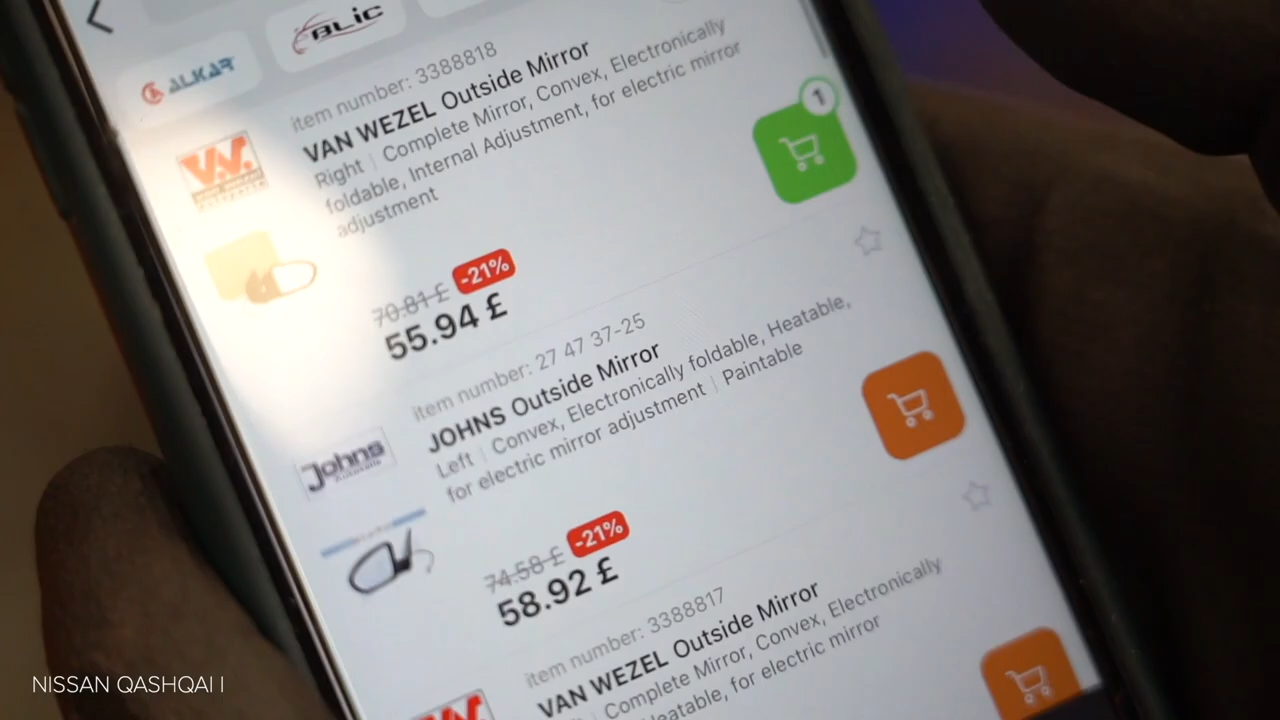 BLIC
ALKAR
item number: 3388818
VAN WEZEL Outside Mirror
Right | Complete Mirror, Convex, Electronically
foldable, Internal Adjustment, for electric mirror
adjustment
1
70.81 £ -21%
55.94 £
item number: 27 47 37-25
JOHNS Outside Mirror
Left | Convex, Electronically foldable, Heatable,
for electric mirror adjustment | Paintable
Johns
74.58 £ -21%
58.92 £
item number: 3388817
VAN WEZEL Outside Mirror
Complete Mirror, Convex, Electronically
Heatable, for electric mirror
NISSAN QASHQAI I